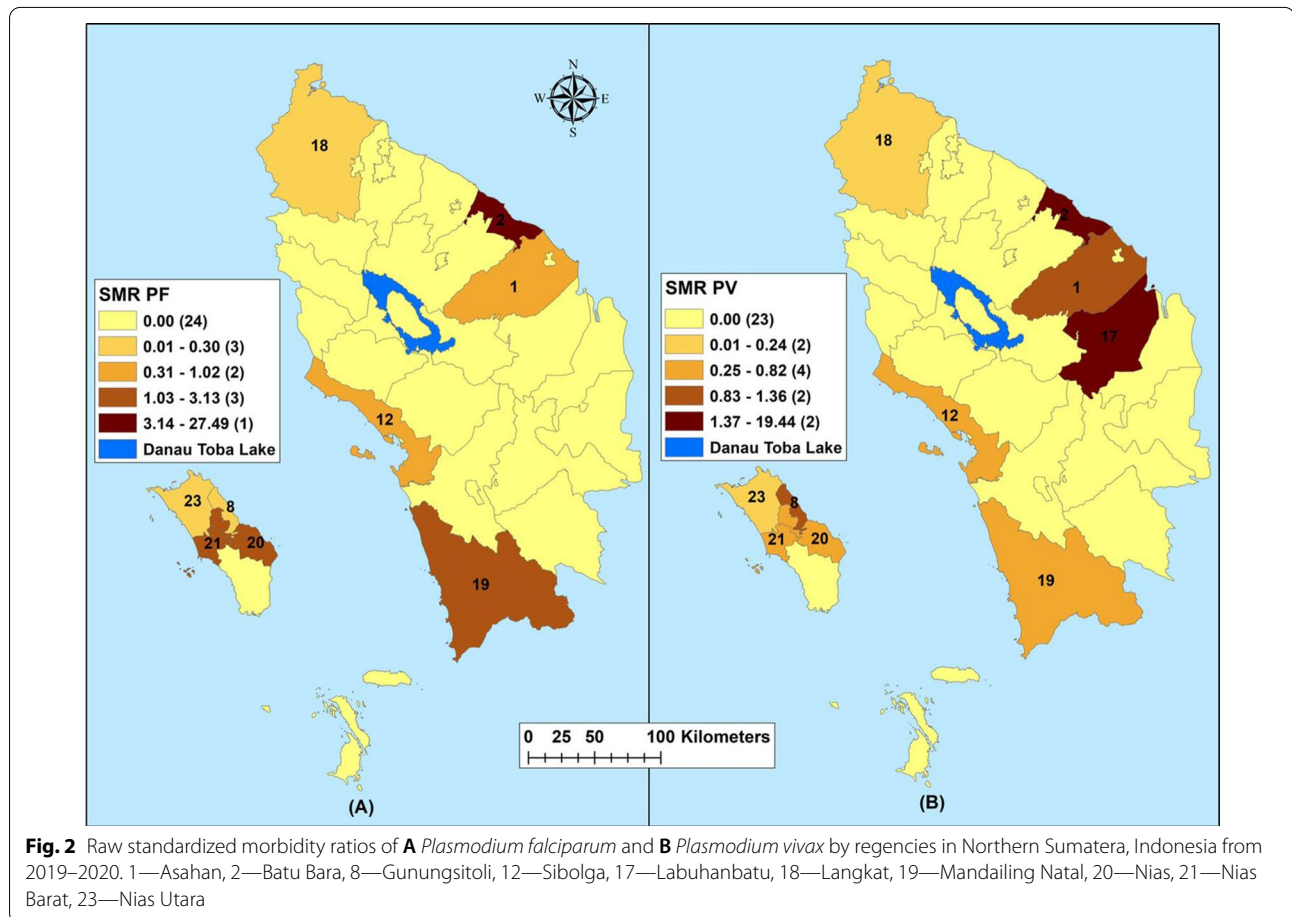 N
W E
S
18
2
1
SMR PF
0.00 (24)
0.01 - 0.30 (3)
0.31 - 1.02 (2)
1.03 - 3.13 (3)
3.14 - 27.49 (1)
Danau Toba Lake
12
23
8
21
20
19
(A)
18
2
1
17
SMR PV
0.00 (23)
0.01 - 0.24 (2)
0.25 - 0.82 (4)
0.83 - 1.36 (2)
1.37 - 19.44 (2)
Danau Toba Lake
12
23
8
21
20
19
0 25 50 100 Kilometers
(B)
Fig. 2 Raw standardized morbidity ratios of A Plasmodium falciparum and B Plasmodium vivax by regencies in Northern Sumatera, Indonesia from
2019–2020. 1—Asahan, 2—Batu Bara, 8—Gunungsitoli, 12—Sibolga, 17—Labuhanbatu, 18—Langkat, 19—Mandailing Natal, 20—Nias, 21—Nias
Barat, 23—Nias Utara